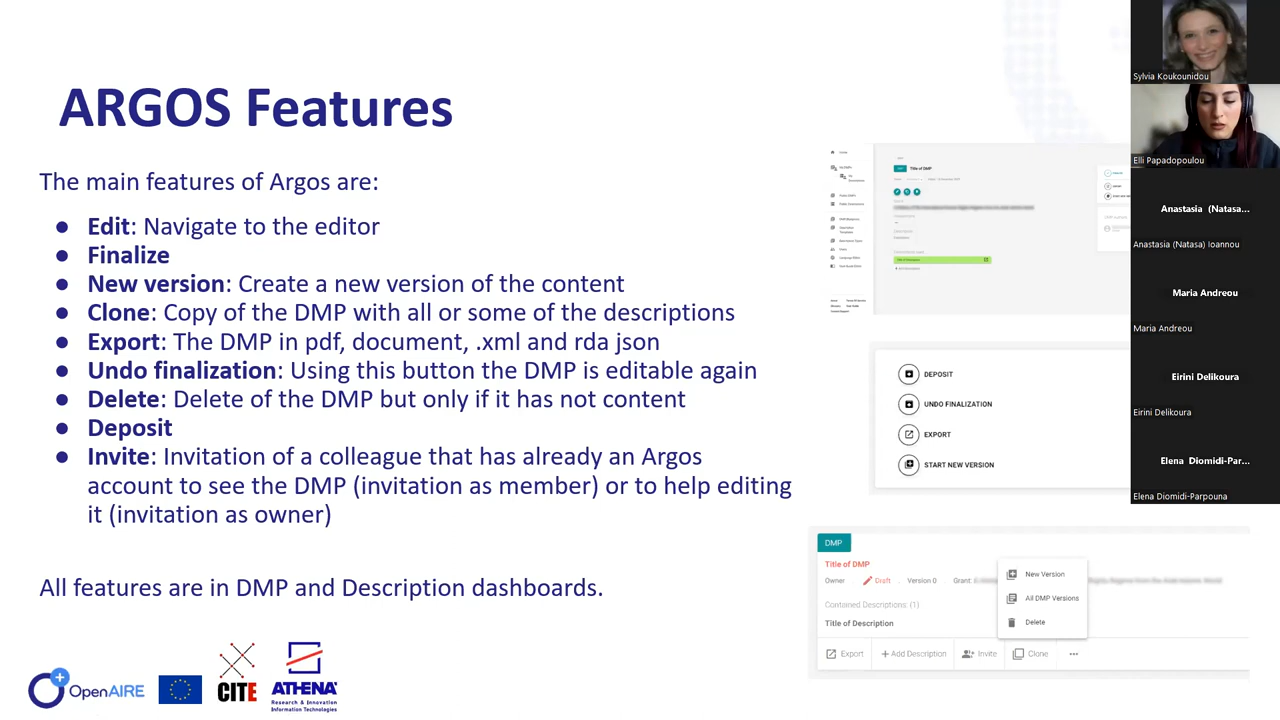 ARGOS Features
The main features of Argos are:
● Edit: Navigate to the editor
● Finalize
● New version: Create a new version of the content
● Clone: Copy of the DMP with all or some of the descriptions
● Export: The DMP in pdf, document, .xml and rda json
● Undo finalization: Using this button the DMP is editable again
● Delete: Delete of the DMP but only if it has not content
● Deposit
● Invite: Invitation of a colleague that has already an Argos
account to see the DMP (invitation as member) or to help editing
it (invitation as owner)
All features are in DMP and Description dashboards.
OpenAIRE
CITE
ATHENA
Research & Innovation
Information Technologies
Title of DMP
DEPOSIT
UNDO FINALIZATION
EXPORT
START NEW VERSION
DMP
Title of DMP
Owner Draft . Version 0 . Grant:
Contained Descriptions: (1)
Title of Description
New Version
All DMP Versions
Delete
Export + Add Description Invite Clone ...
Sylvia Koukounidou
Elli Papadopoulou
Anastasia (Natasa...
Anastasia (Natasa) Ioannou
Maria Andreou
Maria Andreou
Eirini Delikoura
Eirini Delikoura
Elena Diomidi-Par...
Elena Diomidi-Parpouna